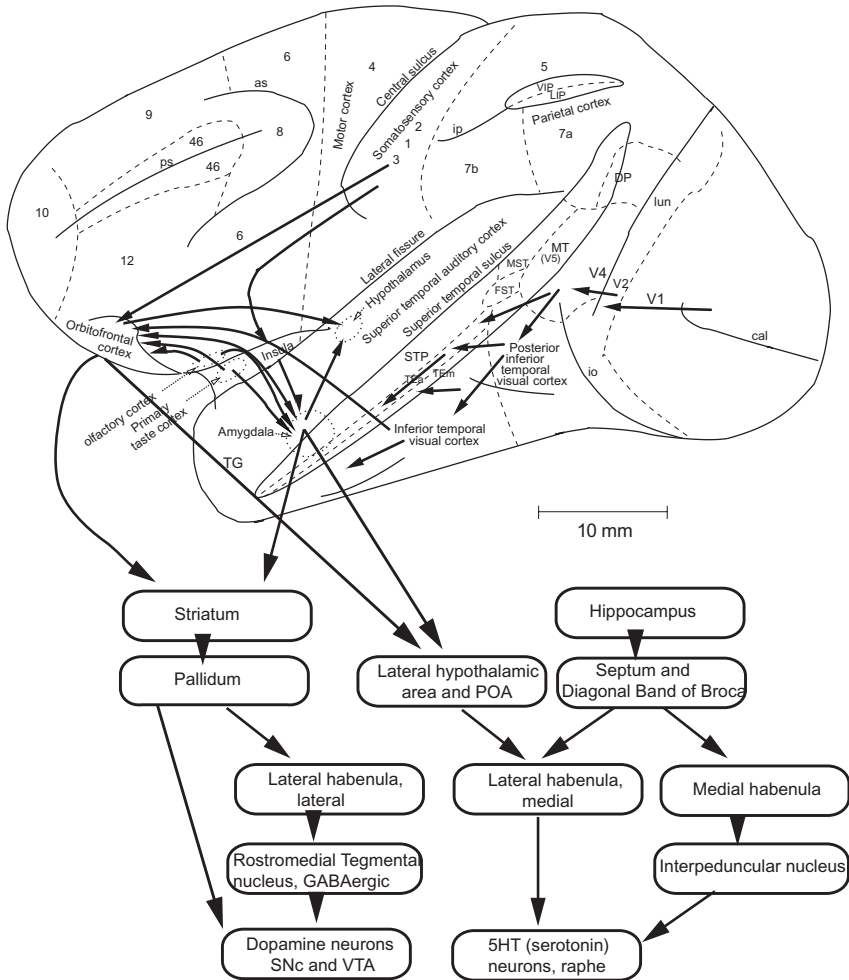 6
5
4
Central sulcus
Motor cortex
Somatosensory cortex
VIP
LIP
Parietal cortex
as
9
8
46
ps
46
2
1
3
ip
7a
7b
DP
lun
10
12
6
Lateral fissure
Hypothalamus
Superior temporal auditory cortex
Superior temporal sulcus
MT
(V5)
MST
FST
V4
V2
V1
cal
Orbitofrontal
cortex
Insula
STP
TEa
TEm
Posterior
inferior
temporal
visual cortex
io
olfactory cortex
Primary
taste cortex
Amygdala
TG
Inferior temporal
visual cortex
10 mm
Striatum
Hippocampus
Pallidum
Lateral hypothalamic
area and POA
Septum and
Diagonal Band of Broca
Lateral habenula,
lateral
Lateral habenula,
medial
Medial habenula
Rostromedial Tegmental
nucleus, GABAergic
Interpeduncular nucleus
Dopamine neurons
SNc and VTA
5HT (serotonin)
neurons, raphe